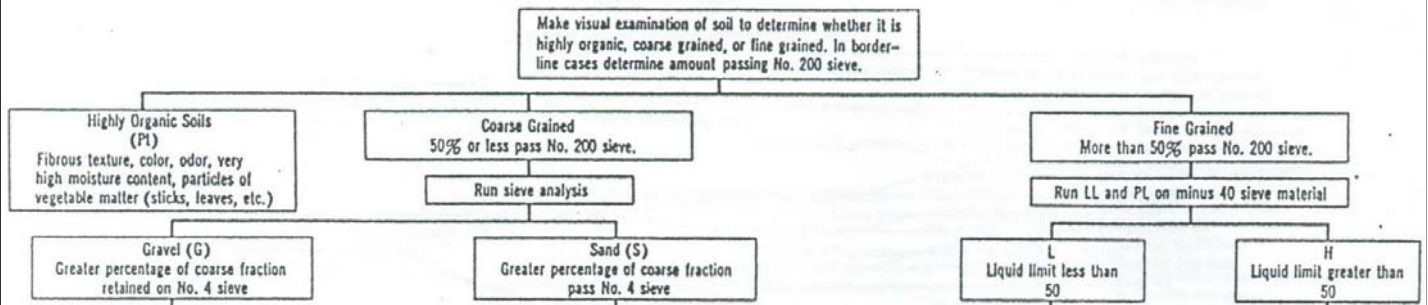 Make visual examination of soil to determine whether it is
highly organic, coarse grained, or fine grained. In border-
line cases determine amount passing No. 200 sieve.
Highly Organic Soils
(Pt)
Fibrous texture, color, odor, very
high moisture content, particles of
vegetable matter (sticks, leaves, etc.)
Coarse Grained
50% or less pass No. 200 sieve.
Run sieve analysis
Fine Grained
More than 50% pass No. 200 sieve.
Run LL and PL on minus 40 sieve material
Gravel (G)
Greater percentage of coarse fraction
retained on No. 4 sieve
Sand (S)
Greater percentage of coarse fraction
pass No. 4 sieve
L
Liquid limit less than
50
H
Liquid limit greater than
50